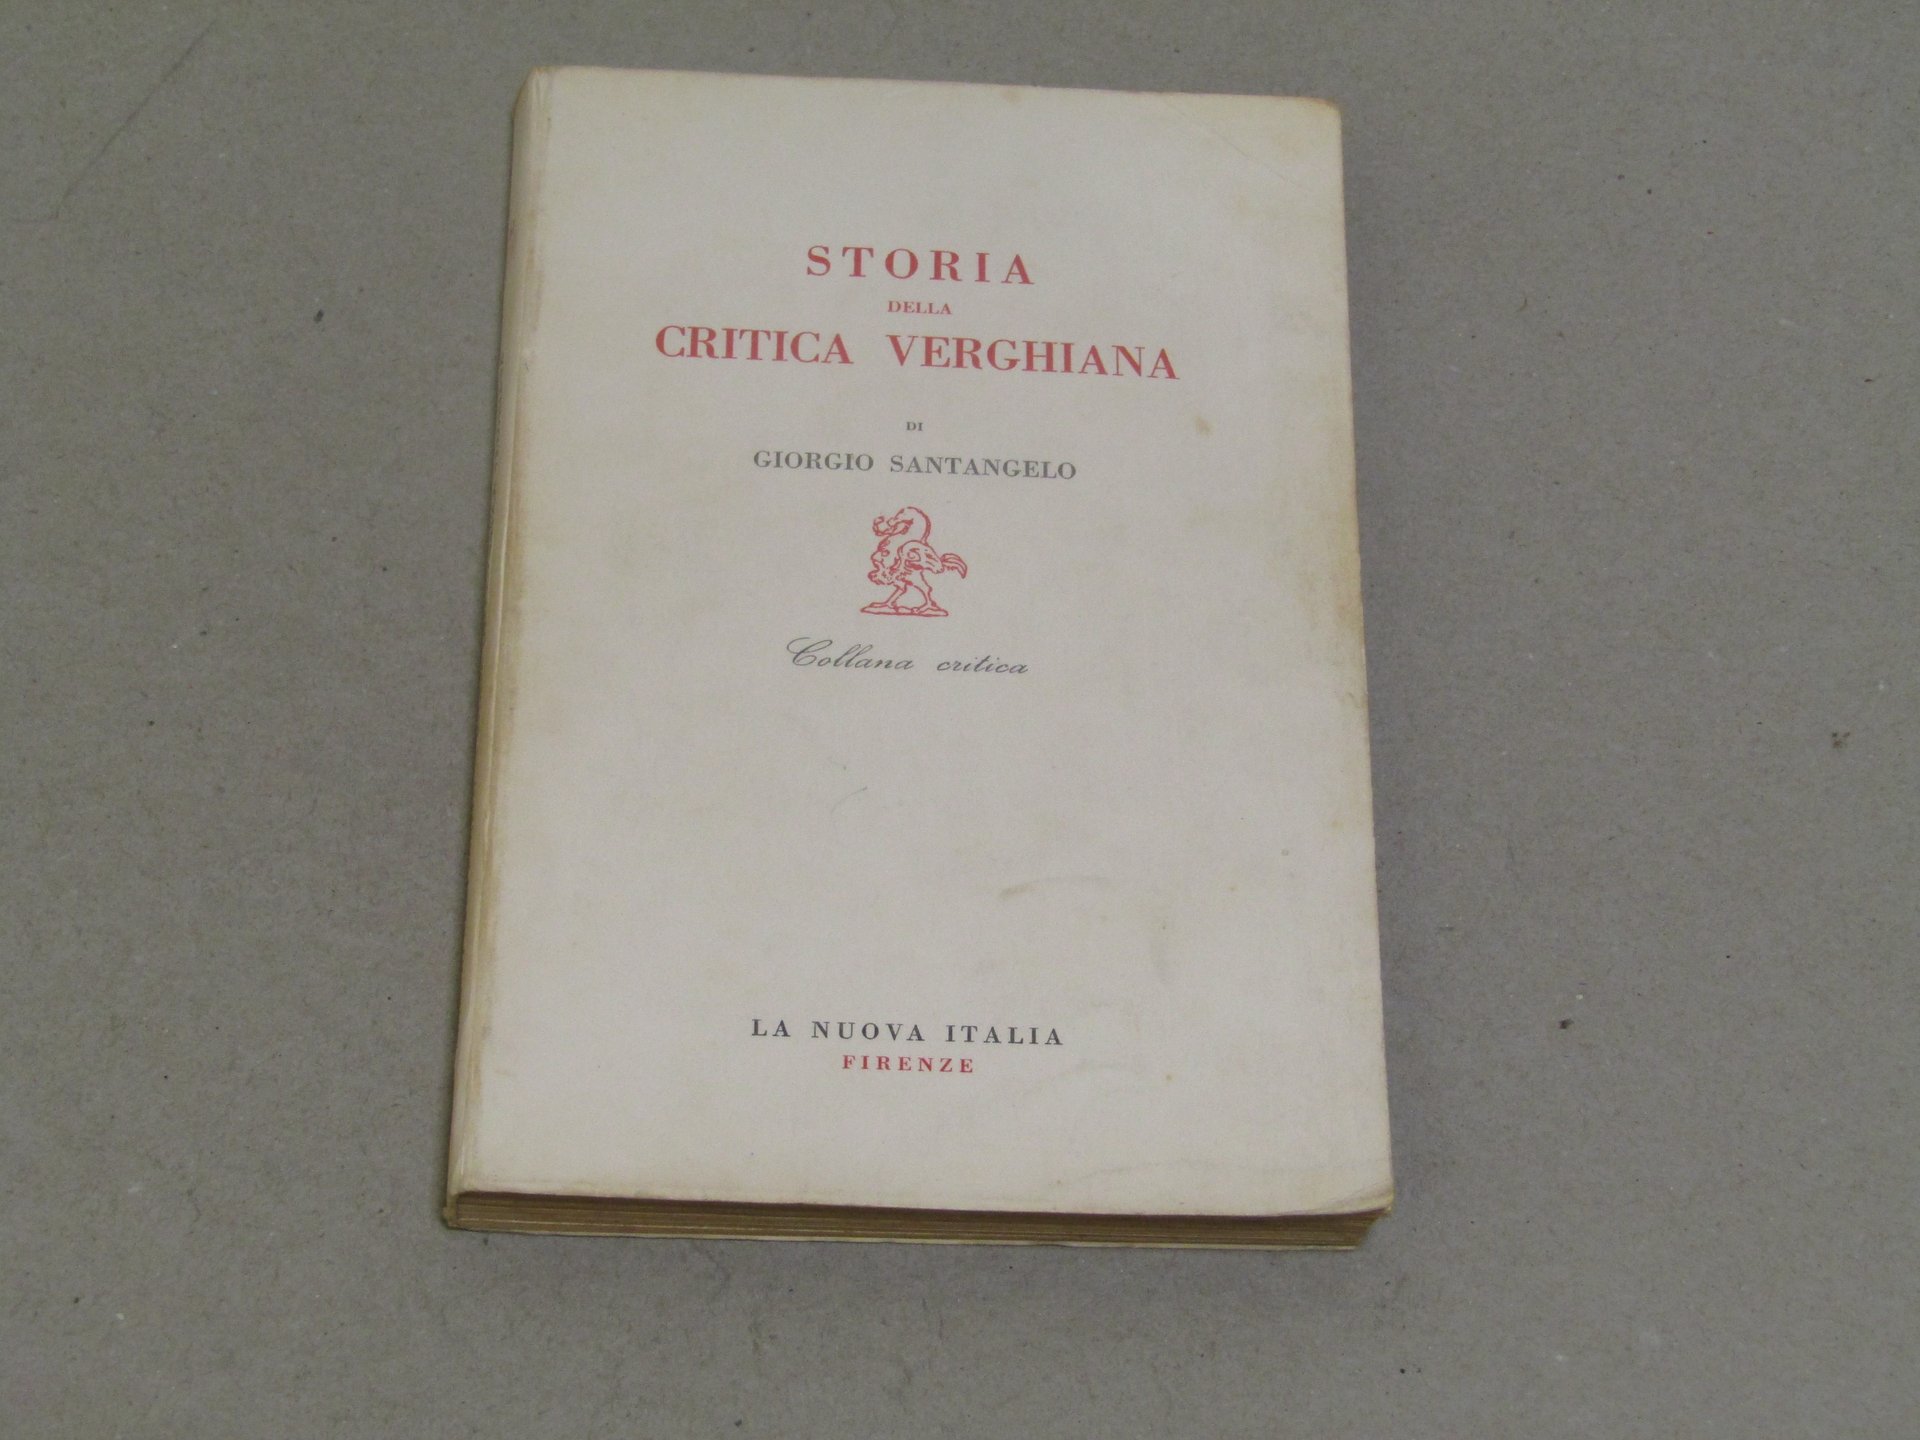 STORIA
DELLA
CRITICA VERGHIANA
DI
GIORGIO SANTANGELO
Collana critica
LA NUOVA ITALIA
FIRENZE